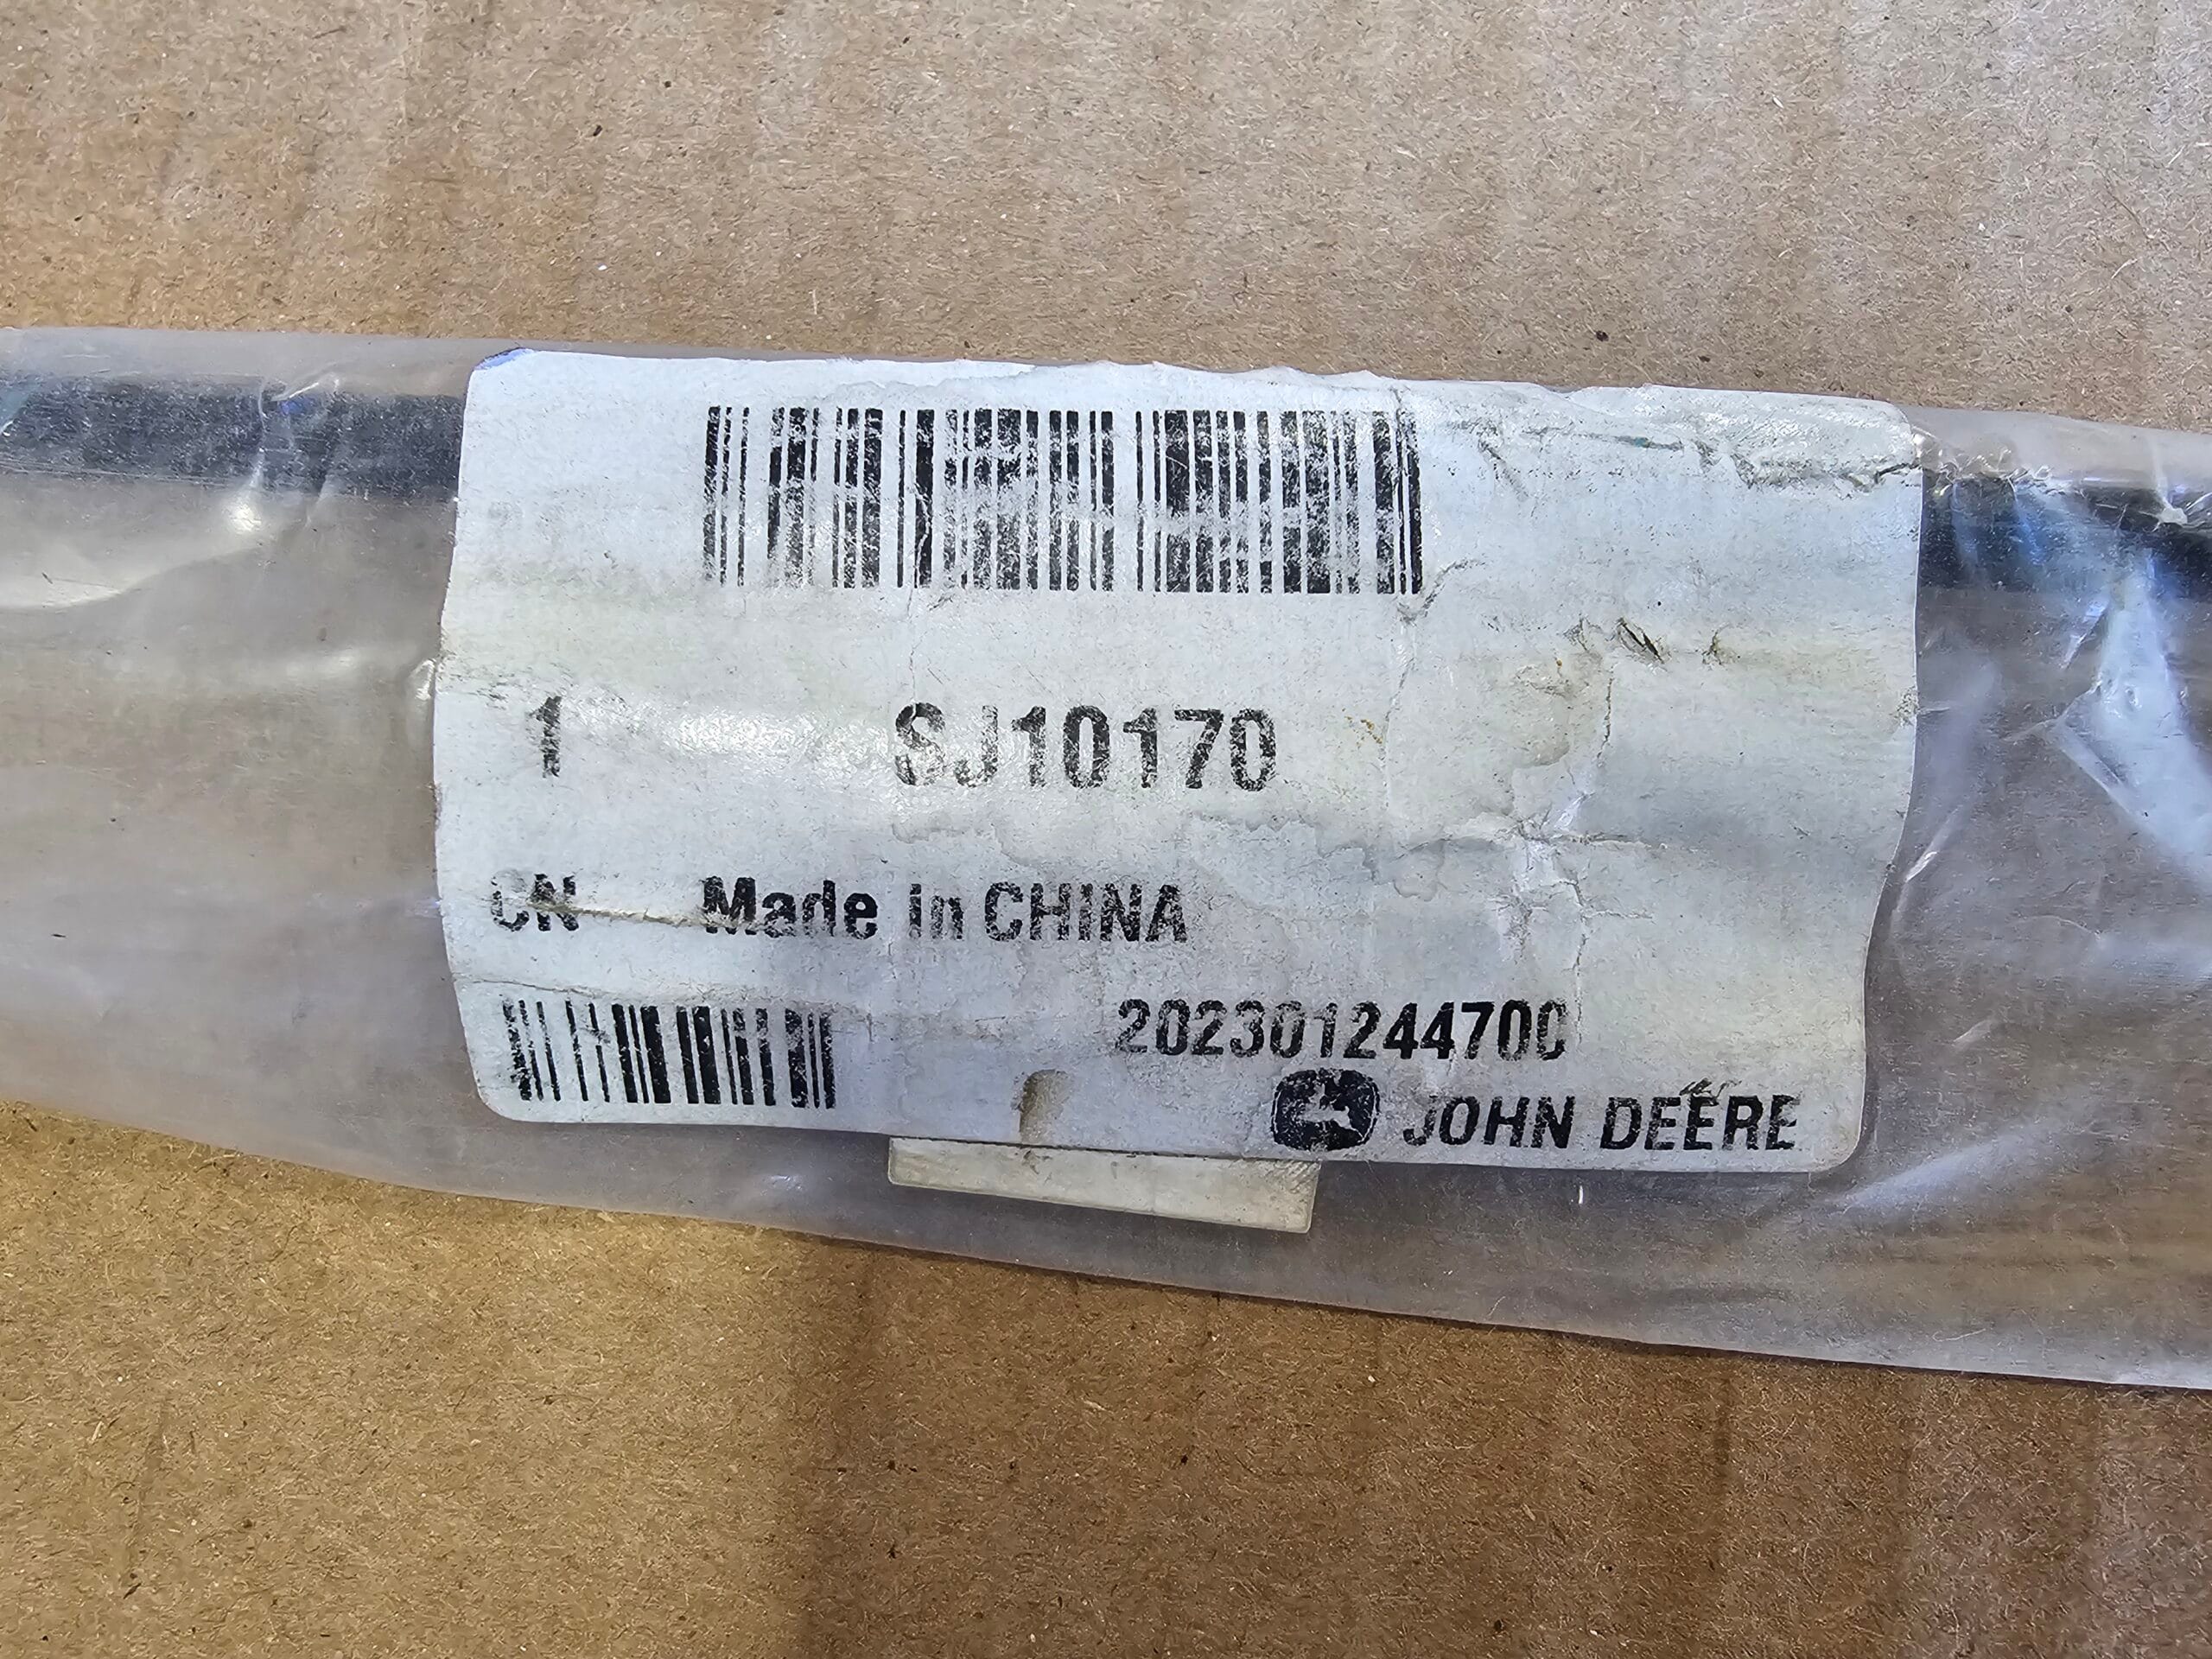 1 SJ10170
CN Made in CHINA
202301244700
JOHN DEERE